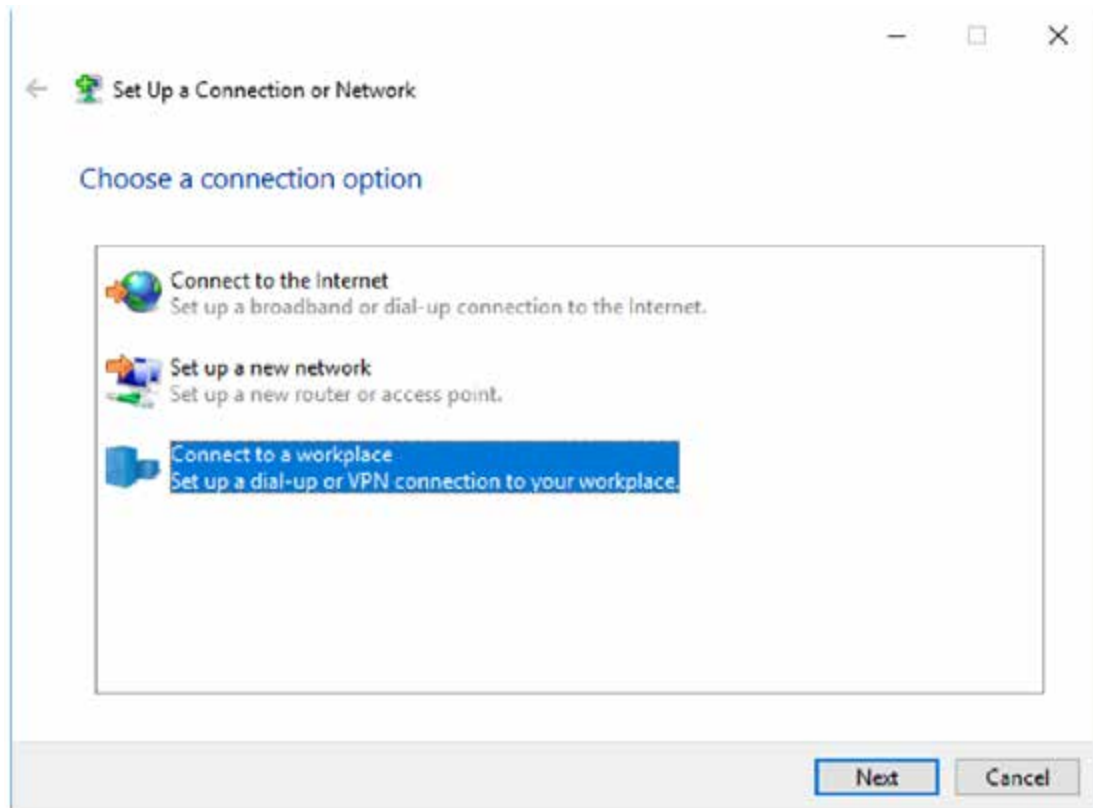 Set Up a Connection or Network
Choose a connection option
Connect to the Internet
Set up a broadband or dial-up connection to the Internet.
Set up a new network
Set up a new router or access point.
Connect to a workplace
Set up a dial-up or VPN connection to your workplace.
Next Cancel